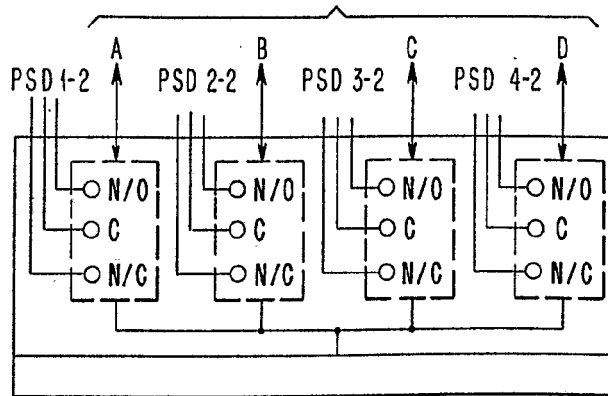 A B C D
PSD 1-2 PSD 2-2 PSD 3-2 PSD 4-2
N/O N/O N/O N/O
C C C C
N/C N/C N/C N/C